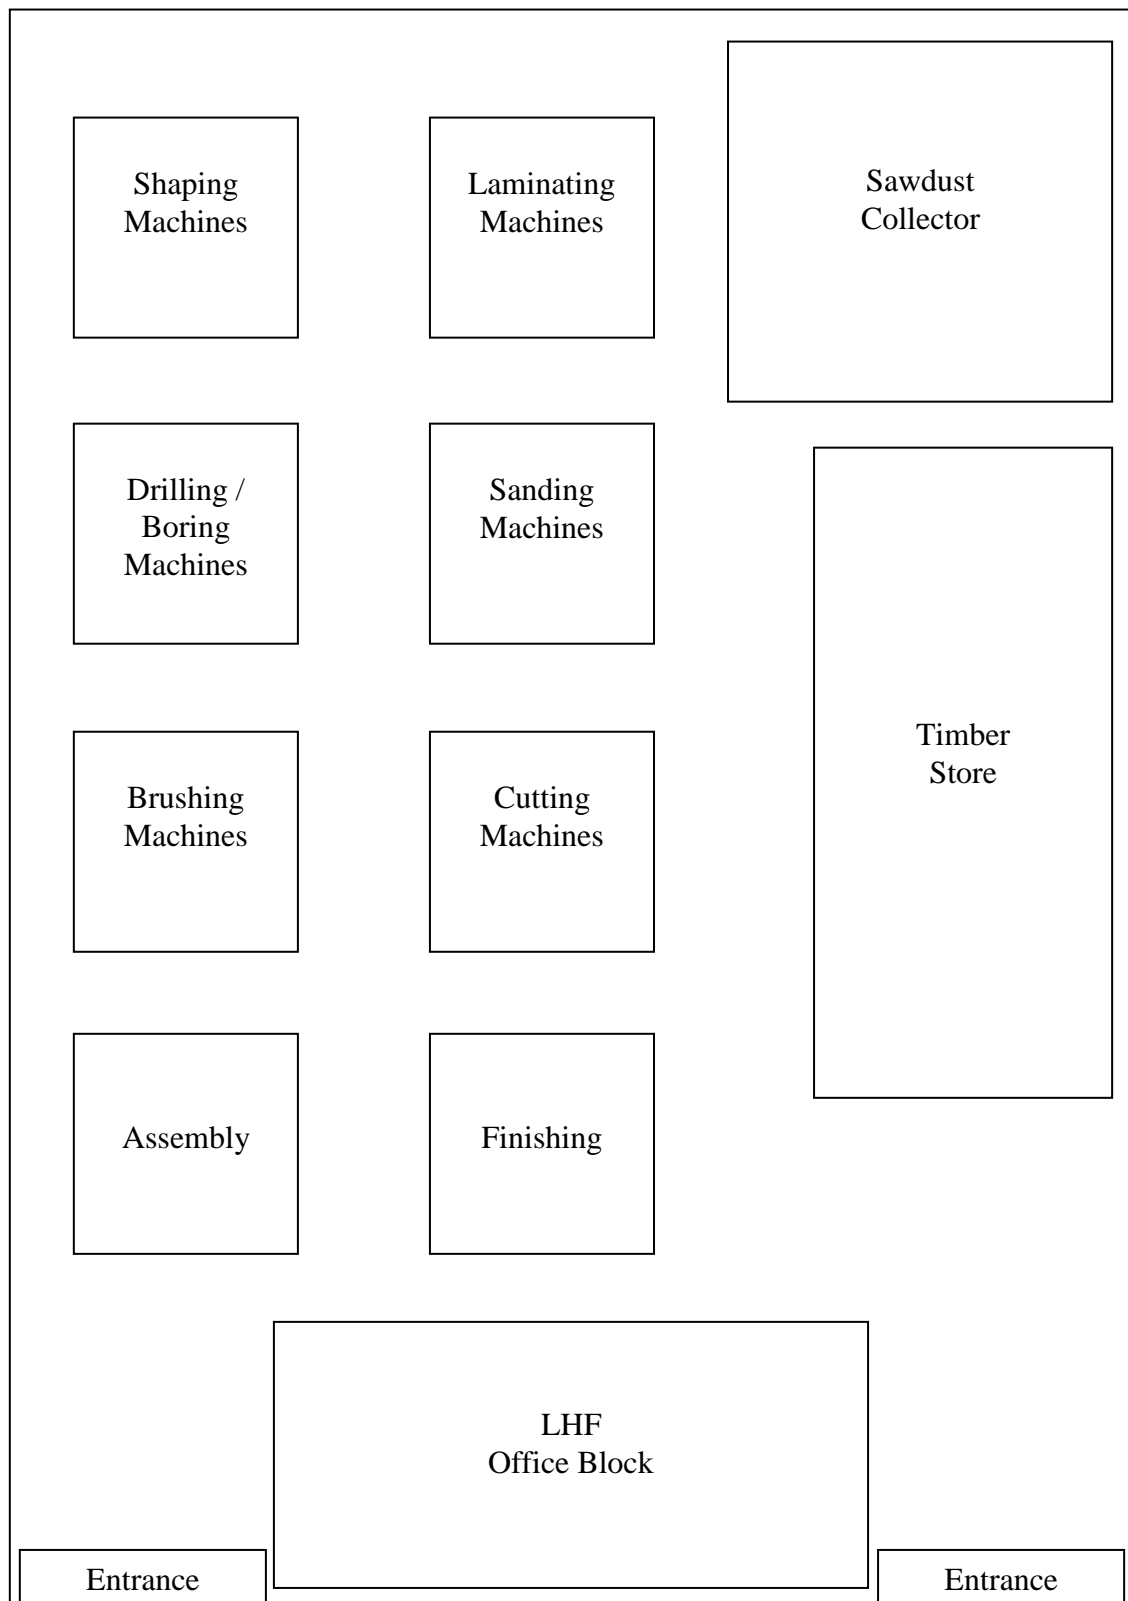 Shaping
Machines
Laminating
Machines
Sawdust
Collector
Drilling /
Boring
Machines
Sanding
Machines
Timber
Store
Brushing
Machines
Cutting
Machines
Assembly
Finishing
LHF
Office Block
Entrance
Entrance